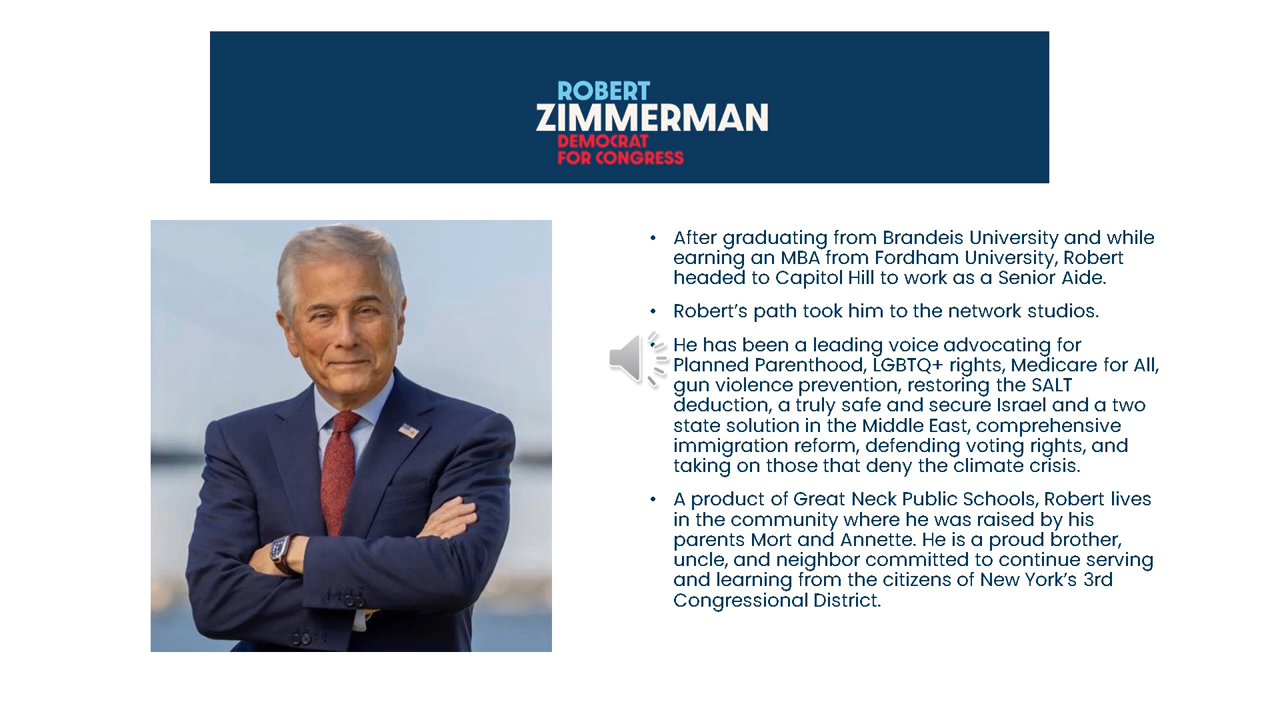 ROBERT
ZIMMERMAN
DEMOCRAT
FOR CONGRESS
• After graduating from Brandeis University and while
earning an MBA from Fordham University, Robert
headed to Capitol Hill to work as a Senior Aide.
• Robert’s path took him to the network studios.
• He has been a leading voice advocating for
Planned Parenthood, LGBTQ+ rights, Medicare for All,
gun violence prevention, restoring the SALT
deduction, a truly safe and secure Israel and a two
state solution in the Middle East, comprehensive
immigration reform, defending voting rights, and
taking on those that deny the climate crisis.
• A product of Great Neck Public Schools, Robert lives
in the community where he was raised by his
parents Mort and Annette. He is a proud brother,
uncle, and neighbor committed to continue serving
and learning from the citizens of New York’s 3rd
Congressional District.